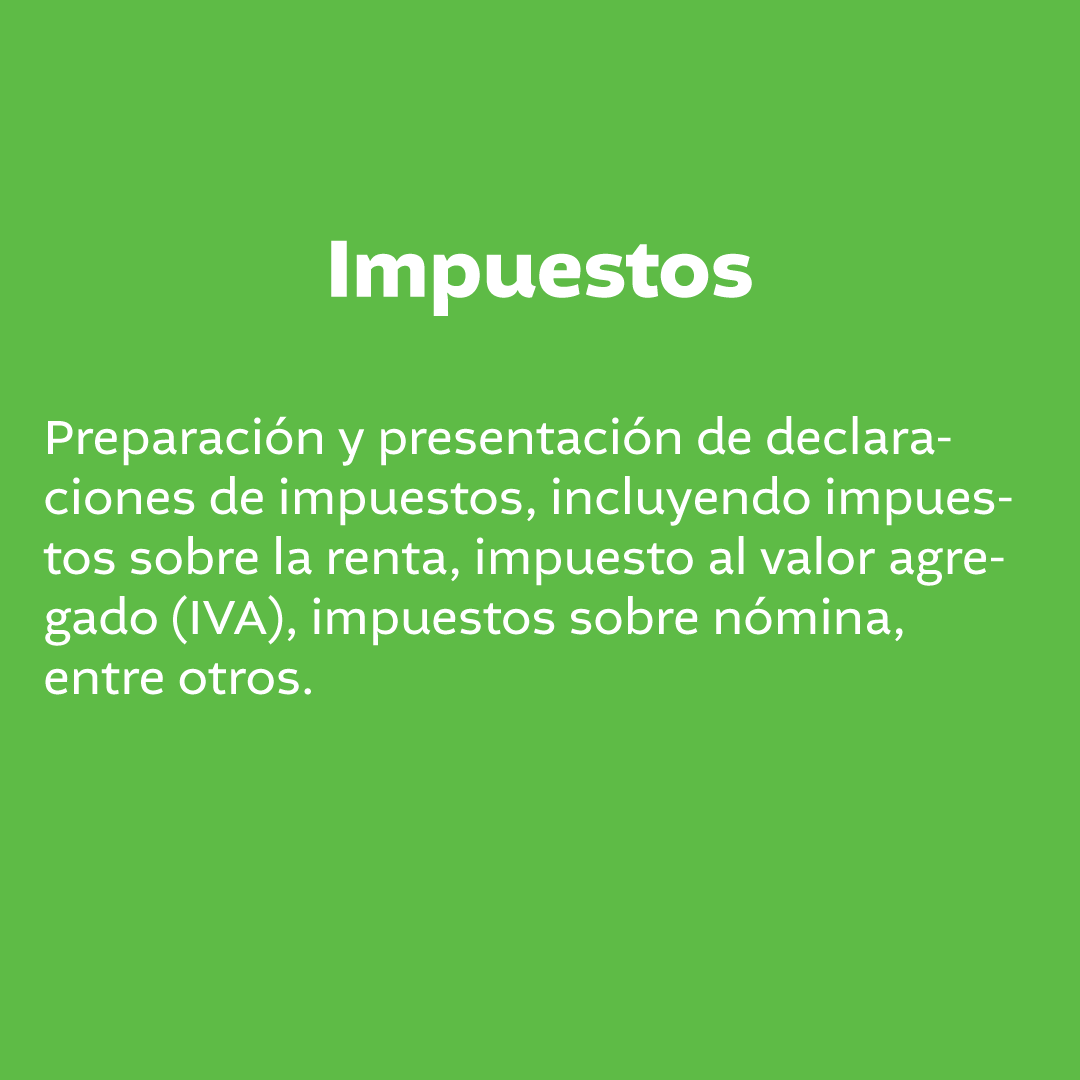 Impuestos
Preparación y presentación de declara-
ciones de impuestos, incluyendo impues-
tos sobre la renta, impuesto al valor agre-
gado (IVA), impuestos sobre nómina,
entre otros.